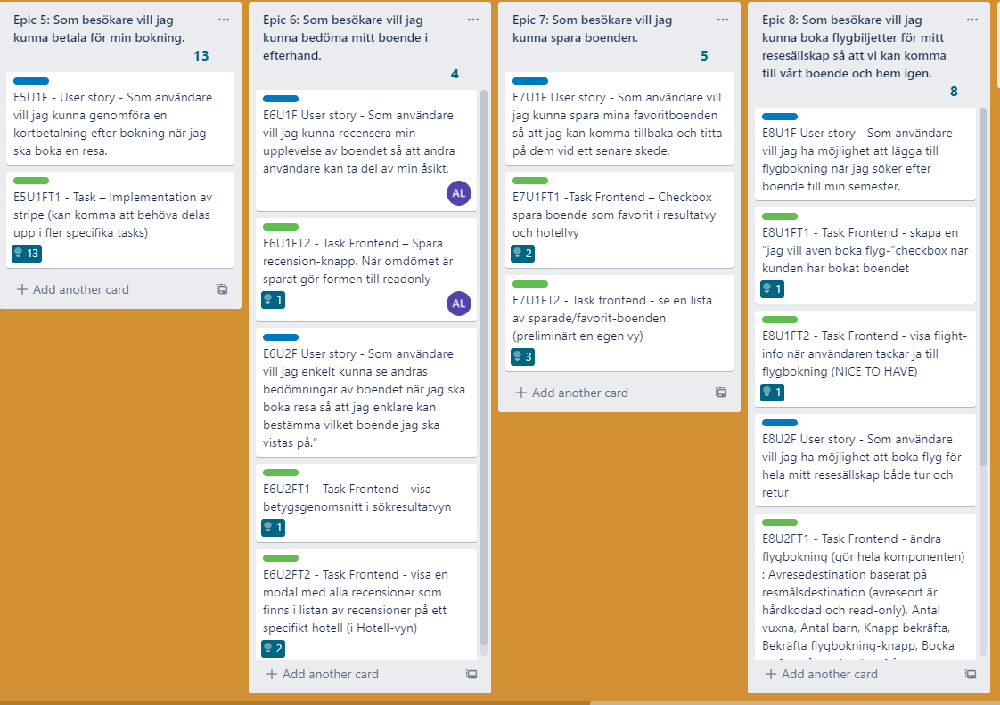 Epic 5: Som besökare vill jag
kunna betala för min bokning.
13
E5U1F - User story - Som användare
vill jag kunna genomföra en
kortbetalning efter bokning när jag
ska boka en resa.
E5U1FT1 - Task – Implementation av
stripe (kan komma att behöva delas
upp i fler specifika tasks)
13
Add another card
Epic 6: Som besökare vill jag
kunna bedöma mitt boende i
efterhand.
4
E6U1F User story - Som användare
vill jag kunna recensera min
upplevelse av boendet så att andra
användare kan ta del av min åsikt.
AL
E6U1FT2 - Task Frontend – Spara
recension-knapp. När omdömet är
sparat gör formen till readonly
1
AL
E6U2F User story - Som användare
vill jag enkelt kunna se andras
bedömningar av boendet när jag ska
boka resa så att jag enklare kan
bestämma vilket boende jag ska
vistas på."
E6U2FT1 - Task Frontend - visa
betygsgenomsnitt i sökresultatvyn
1
E6U2FT2 - Task Frontend - visa en
modal med alla recensioner som
finns i listan av recensioner på ett
specifikt hotell (i Hotell-vyn)
2
Add another card
Epic 7: Som besökare vill jag
kunna spara boenden.
5
E7U1F User story - Som användare vill
jag kunna spara mina favoritboenden
så att jag kan komma tillbaka och titta
på dem vid ett senare skede.
E7U1FT1 -Task Frontend – Checkbox
spara boende som favorit i resultatvy
och hotellvy
2
E7U1FT2 - Task frontend - se en lista
av sparade/favorit-boenden
(preliminärt en egen vy)
3
Add another card
Epic 8: Som besökare vill jag
kunna boka flygbiljetter för mitt
resesällskap så att vi kan komma
till vårt boende och hem igen.
8
E8U1F User story - Som användare
vill jag ha möjlighet att lägga till
flygbokning när jag söker efter
boende till min semester.
E8U1FT1 - Task Frontend - skapa en
”jag vill även boka flyg-”checkbox när
kunden har bokat boendet
1
E8U1FT2 - Task Frontend - visa flight-
info när användaren tackar ja till
flygbokning (NICE TO HAVE)
1
E8U2F User story - Som användare
vill jag ha möjlighet att boka flyg för
hela mitt resesällskap både tur och
retur
E8U2FT1 - Task Frontend - ändra
flygbokning (gör hela komponenten)
: Avresedestination baserat på
resmålsdestination (avreseort är
hårdkodad och read-only), Antal
vuxna, Antal barn, Knapp bekräfta,
Bekräfta flygbokning-knapp, Bocka
Add another card